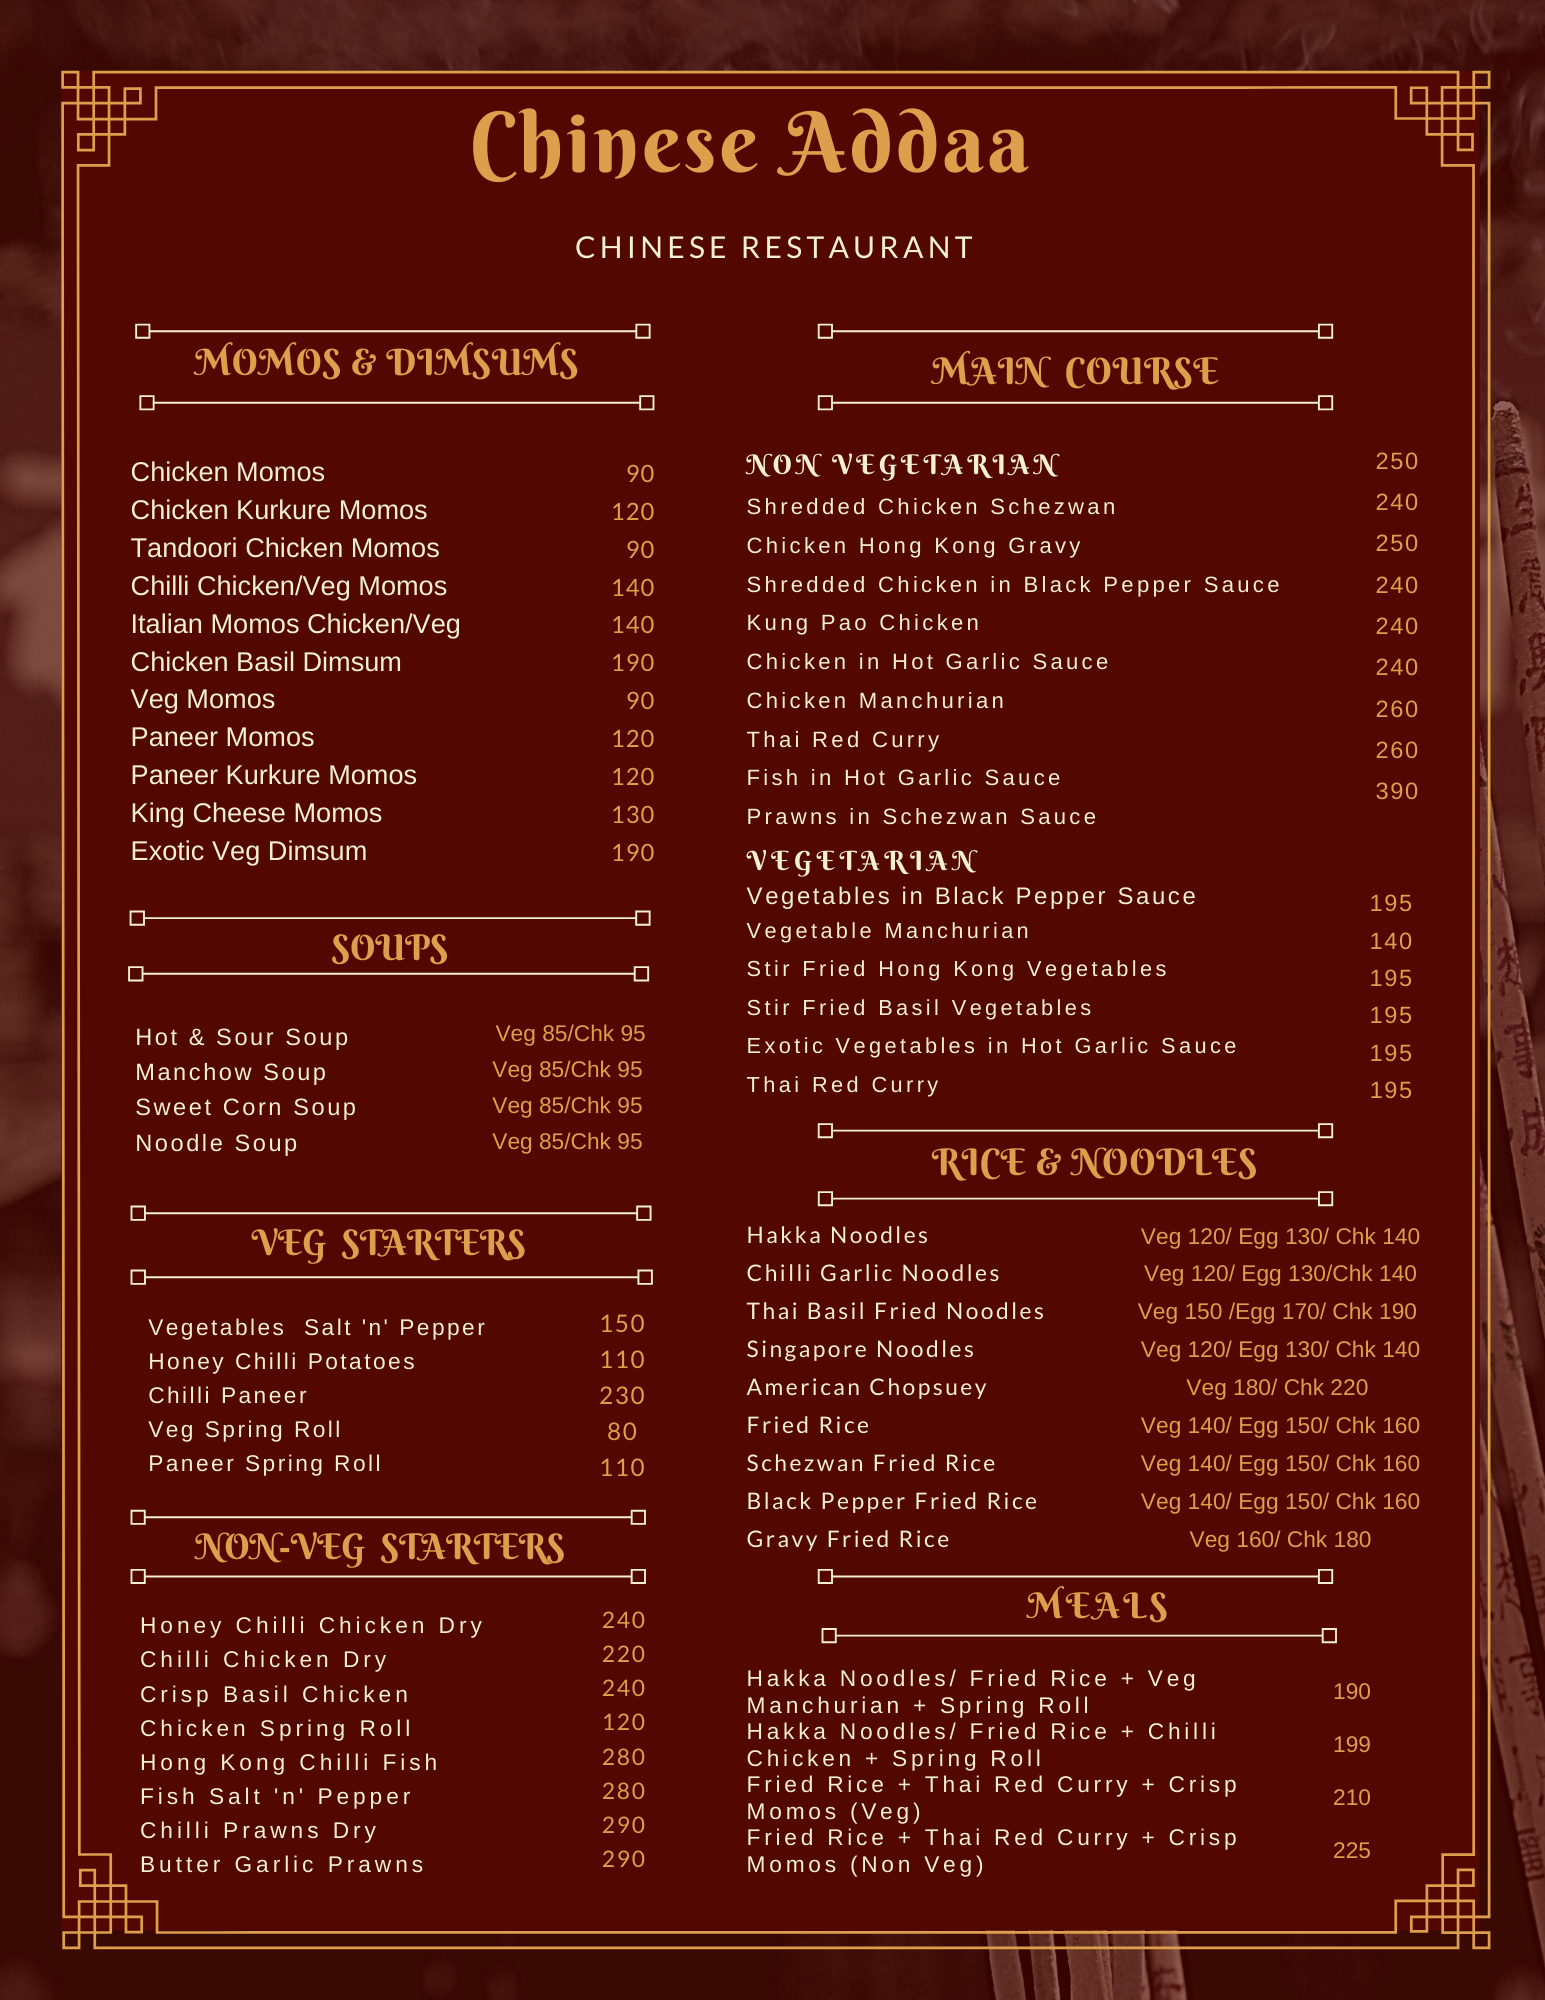 Chinese Addaa
CHINESE RESTAURANT
MOMOS & DIMSUMS
Chicken Momos 90
Chicken Kurkure Momos 120
Tandoori Chicken Momos 90
Chilli Chicken/Veg Momos 140
Italian Momos Chicken/Veg 140
Chicken Basil Dimsum 190
Veg Momos 90
Paneer Momos 120
Paneer Kurkure Momos 120
King Cheese Momos 130
Exotic Veg Dimsum 190
SOUPS
Hot & Sour Soup Veg 85/Chk 95
Manchow Soup Veg 85/Chk 95
Sweet Corn Soup Veg 85/Chk 95
Noodle Soup Veg 85/Chk 95
VEG STARTERS
Vegetables Salt 'n' Pepper 150
Honey Chilli Potatoes 110
Chilli Paneer 230
Veg Spring Roll 80
Paneer Spring Roll 110
NON-VEG STARTERS
Honey Chilli Chicken Dry 240
Chilli Chicken Dry 220
Crisp Basil Chicken 240
Chicken Spring Roll 120
Hong Kong Chilli Fish 280
Fish Salt 'n' Pepper 280
Chilli Prawns Dry 290
Butter Garlic Prawns 290
MAIN COURSE
NON VEGETARIAN 250
Shredded Chicken Schezwan 240
Chicken Hong Kong Gravy 250
Shredded Chicken in Black Pepper Sauce 240
Kung Pao Chicken 240
Chicken in Hot Garlic Sauce 240
Chicken Manchurian 260
Thai Red Curry 260
Fish in Hot Garlic Sauce 390
Prawns in Schezwan Sauce
VEGETARIAN
Vegetables in Black Pepper Sauce 195
Vegetable Manchurian 140
Stir Fried Hong Kong Vegetables 195
Stir Fried Basil Vegetables 195
Exotic Vegetables in Hot Garlic Sauce 195
Thai Red Curry 195
RICE & NOODLES
Hakka Noodles Veg 120/ Egg 130/ Chk 140
Chilli Garlic Noodles Veg 120/ Egg 130/Chk 140
Thai Basil Fried Noodles Veg 150 /Egg 170/ Chk 190
Singapore Noodles Veg 120/ Egg 130/ Chk 140
American Chopsuey Veg 180/ Chk 220
Fried Rice Veg 140/ Egg 150/ Chk 160
Schezwan Fried Rice Veg 140/ Egg 150/ Chk 160
Black Pepper Fried Rice Veg 140/ Egg 150/ Chk 160
Gravy Fried Rice Veg 160/ Chk 180
MEALS
Hakka Noodles/ Fried Rice + Veg
Manchurian + Spring Roll 190
Hakka Noodles/ Fried Rice + Chilli
Chicken + Spring Roll 199
Fried Rice + Thai Red Curry + Crisp
Momos (Veg) 210
Fried Rice + Thai Red Curry + Crisp
Momos (Non Veg) 225